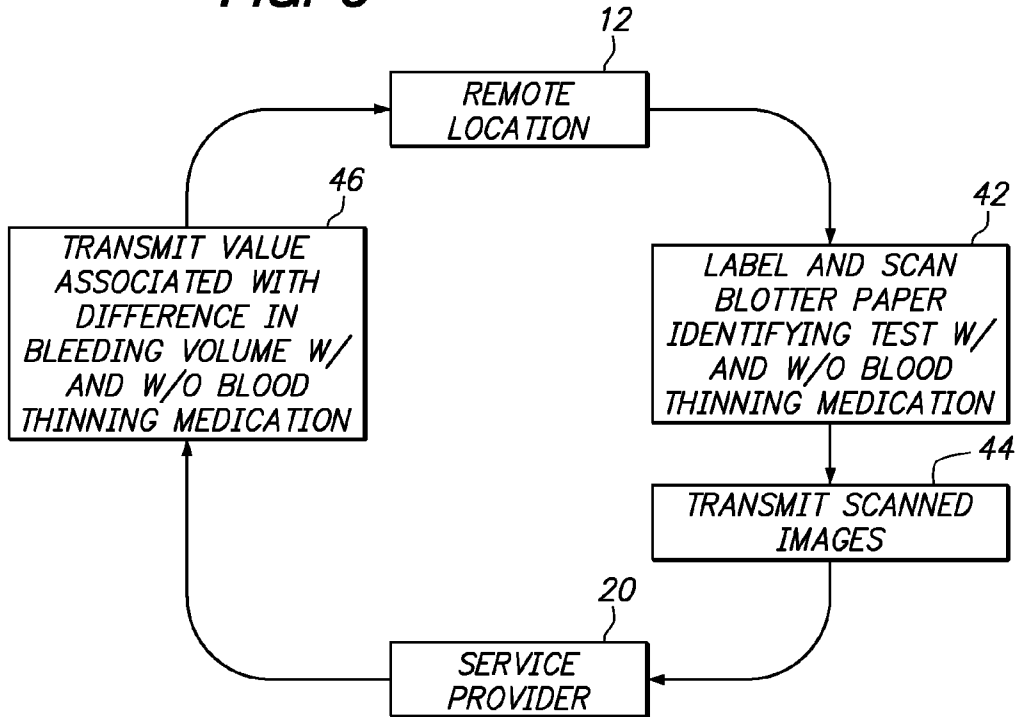 12
REMOTE
LOCATION
46
TRANSMIT VALUE
ASSOCIATED WITH
DIFFERENCE IN
BLEEDING VOLUME W/
AND W/O BLOOD
THINNING MEDICATION
42
LABEL AND SCAN
BLOTTER PAPER
IDENTIFYING TEST W/
AND W/O BLOOD
THINNING MEDICATION
44
TRANSMIT SCANNED
IMAGES
20
SERVICE
PROVIDER